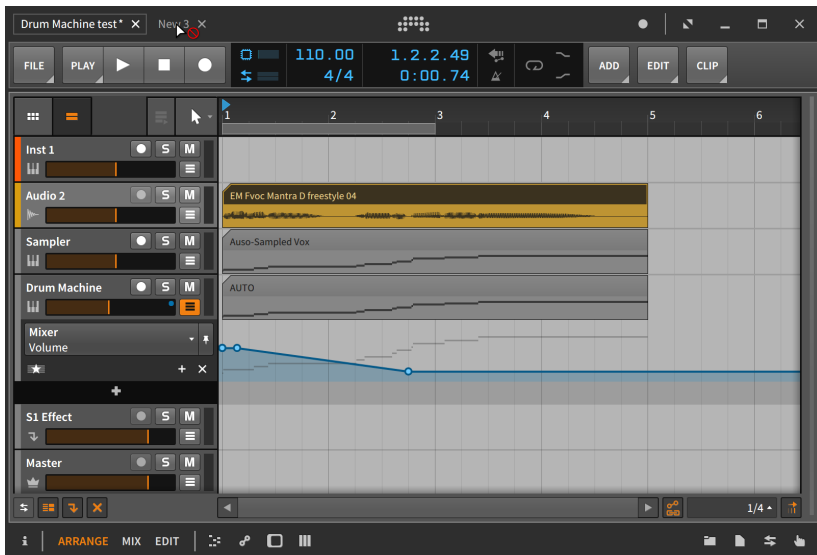 Drum Machine test*
New 3
FILE
PLAY
110.00
4/4
1.2.2.49
0:00.74
ADD
EDIT
CLIP
1 2 3 4 5 6
Inst 1
S M
Audio 2
S M
EM Fvoc Mantra D freestyle 04
Sampler
S M
Auso-Sampled Vox
Drum Machine
S M
AUTO
Mixer
Volume
S1 Effect
S M
Master
S M
1/4
ARRANGE MIX EDIT